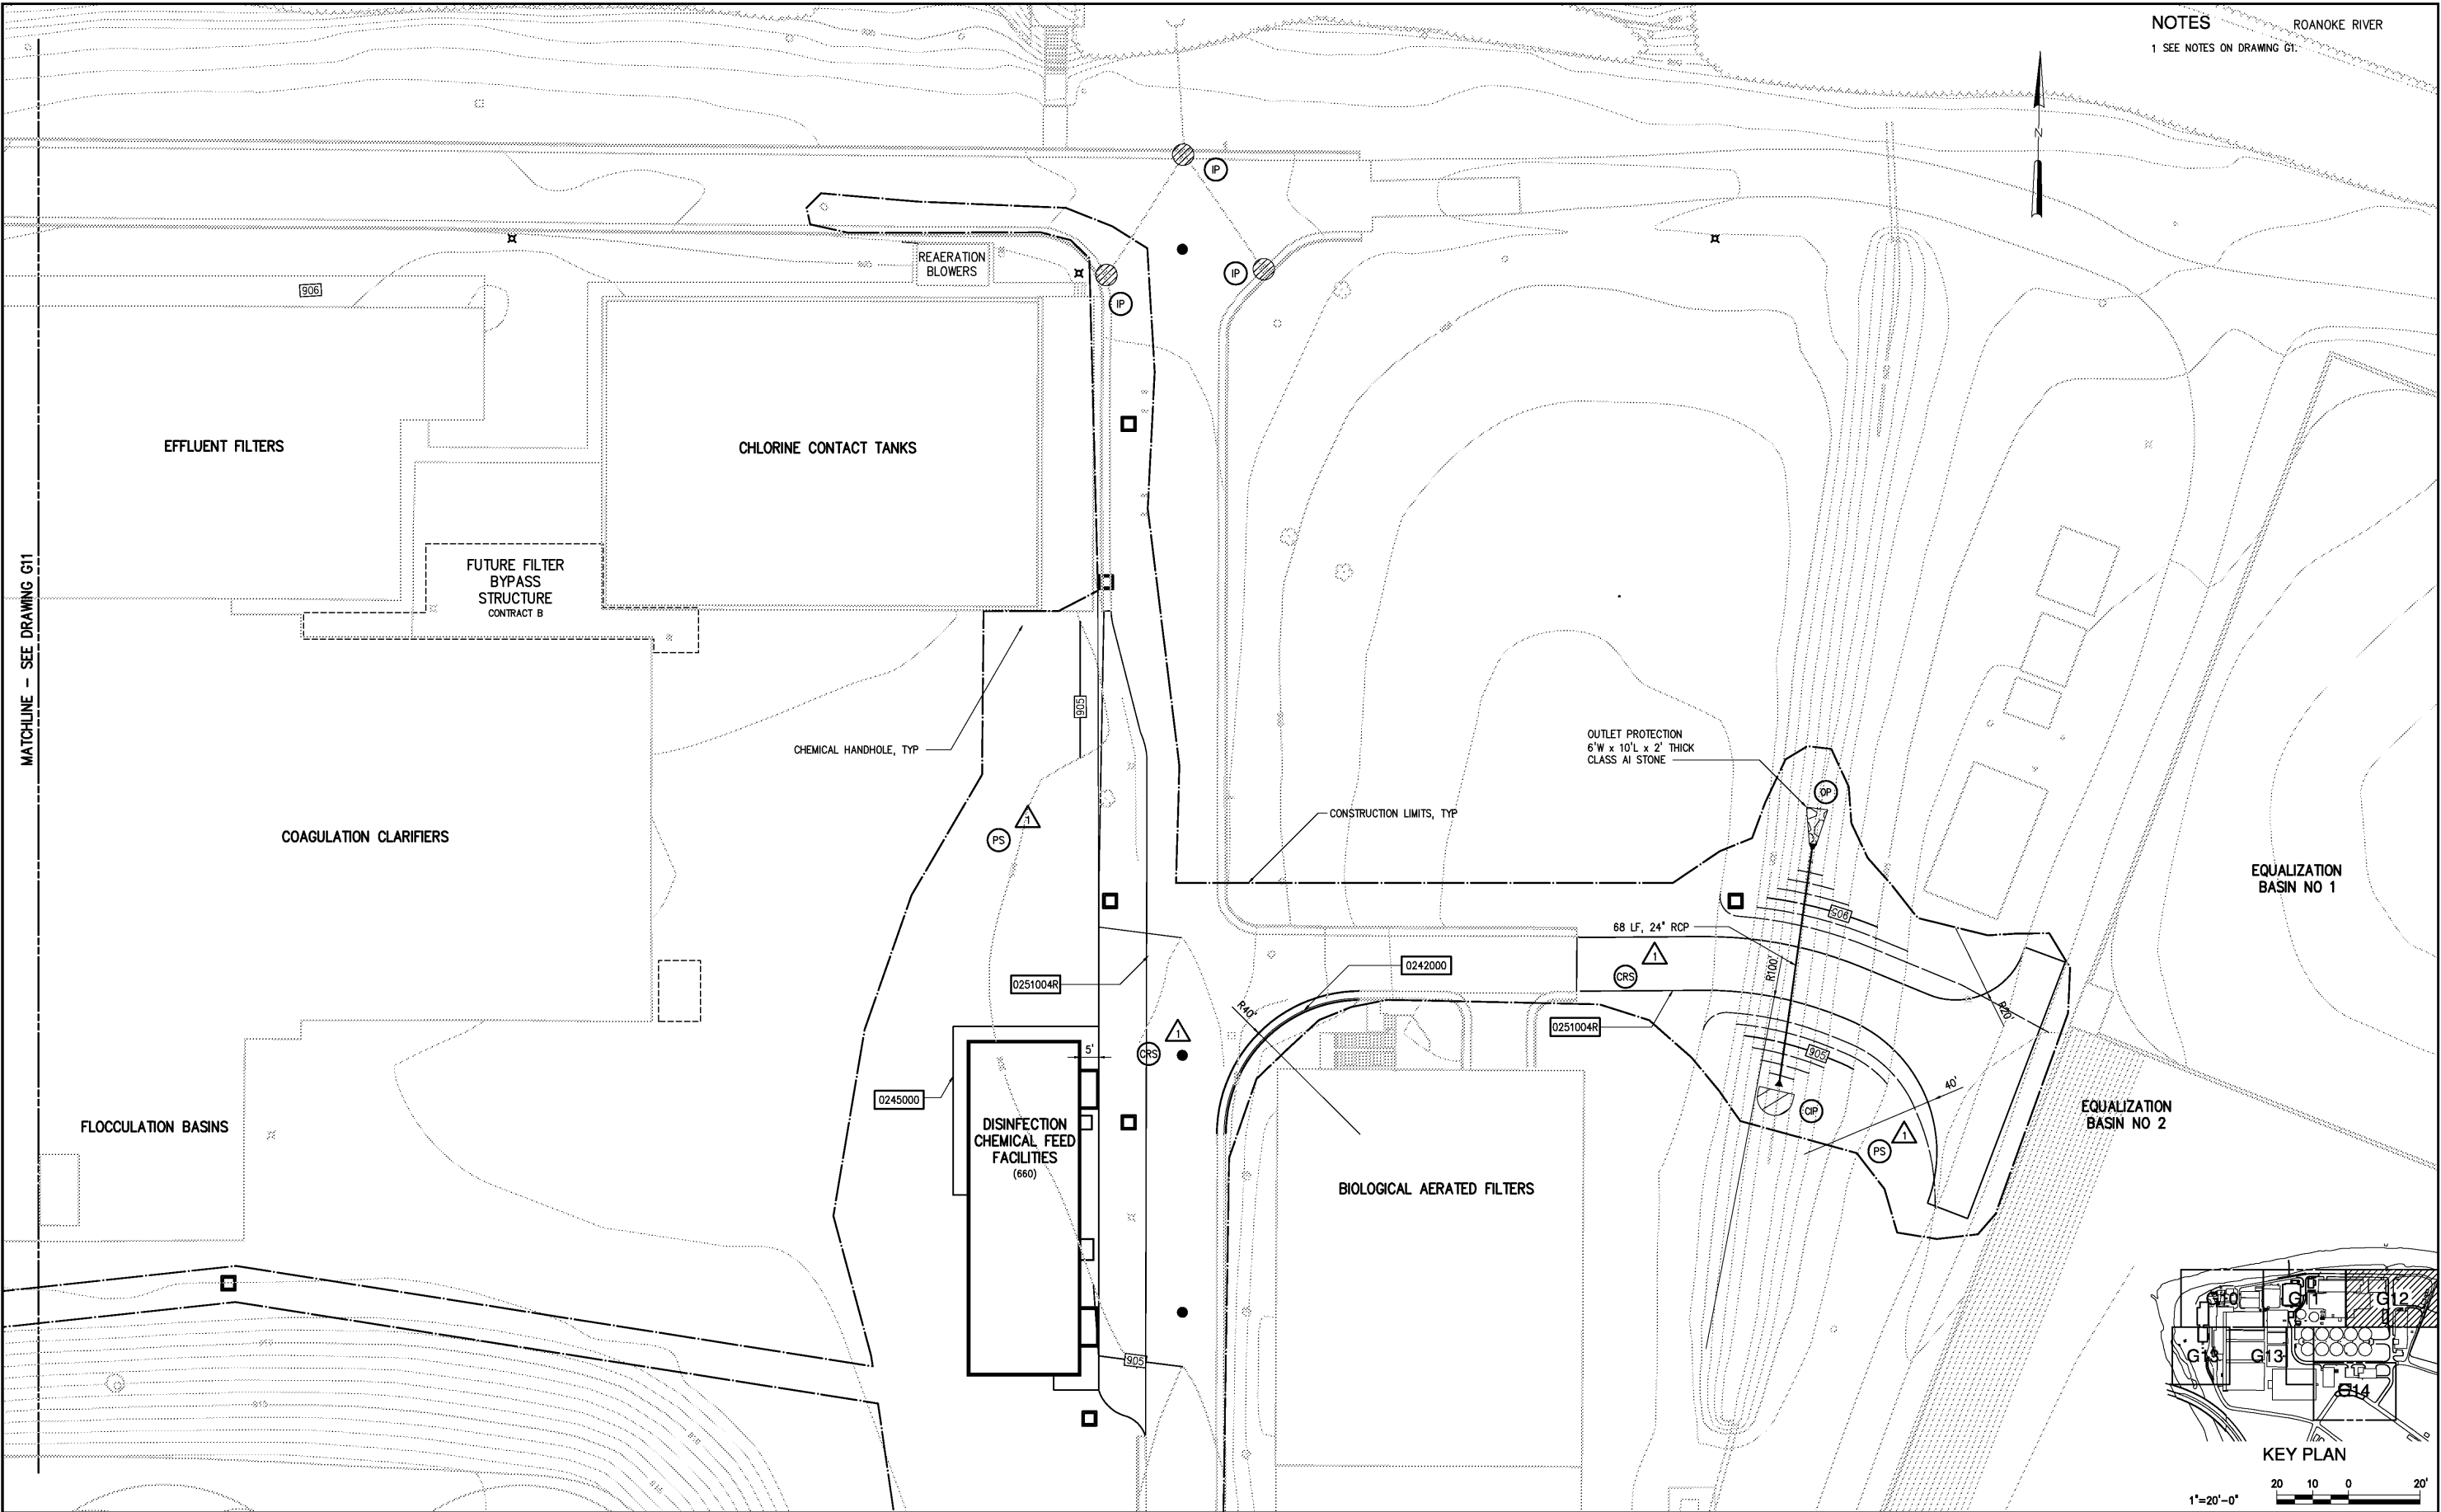 NOTES
ROANOKE RIVER
1 SEE NOTES ON DRAWING G1.
N
IP
IP
IP
REAERATION
BLOWERS
906
EFFLUENT FILTERS
CHLORINE CONTACT TANKS
MATCHLINE - SEE DRAWING G11
FUTURE FILTER
BYPASS
STRUCTURE
CONTRACT B
905
CHEMICAL HANDHOLE, TYP
OUTLET PROTECTION
6'W x 10'L x 2' THICK
CLASS AI STONE
OP
CONSTRUCTION LIMITS, TYP
1
PS
COAGULATION CLARIFIERS
EQUALIZATION
BASIN NO 1
905
68 LF, 24" RCP
1
CRS
0242000
R100'
0251004R
R40'
R20'
0251004R
1
CRS
5'
905
40'
0245000
CIP
EQUALIZATION
BASIN NO 2
DISINFECTION
CHEMICAL FEED
FACILITIES
(660)
FLOCCULATION BASINS
1
PS
BIOLOGICAL AERATED FILTERS
905
G11
G12
G13
G14
KEY PLAN
20 10 0 20'
1"=20'-0"